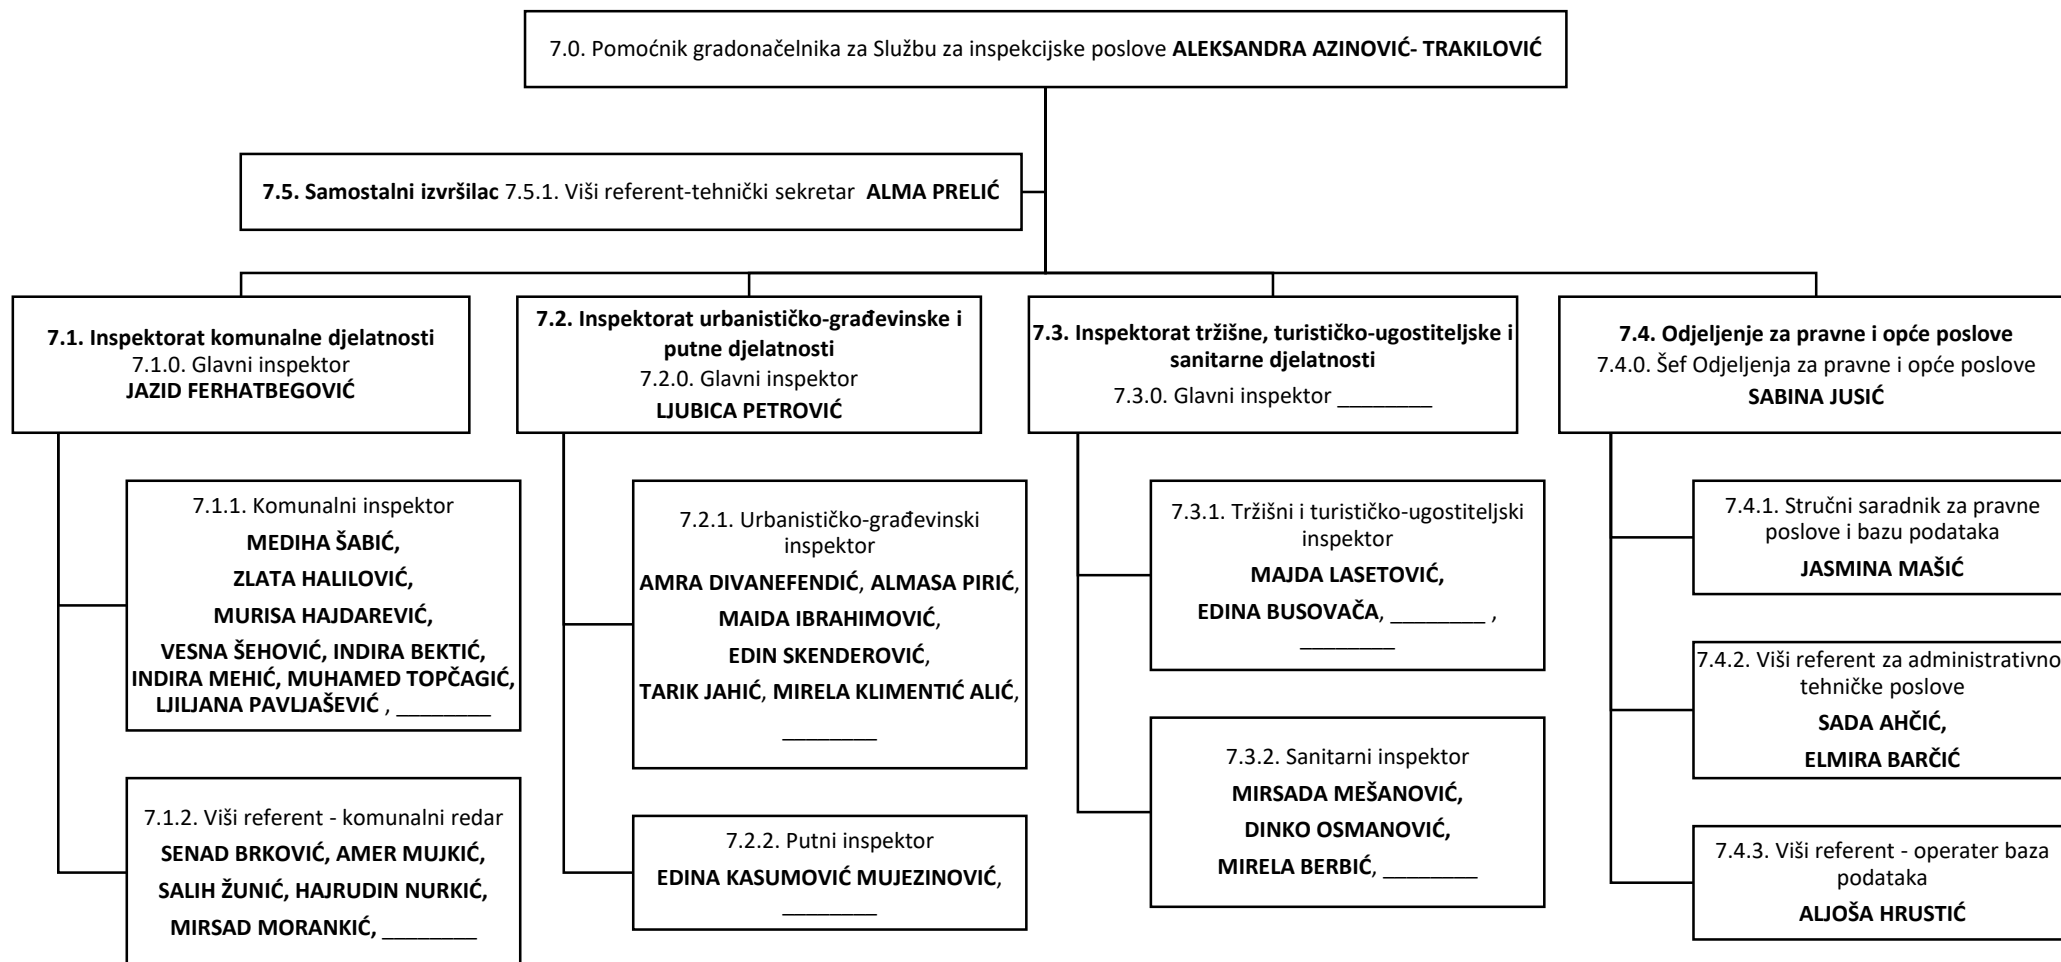 7.0. Pomoćnik gradonačelnika za Službu za inspekcijske poslove ALEKSANDRA AZINOVIĆ- TRAKILOVIĆ
7.5. Samostalni izvršilac 7.5.1. Viši referent-tehnički sekretar ALMA PRELIĆ
7.1. Inspektorat komunalne djelatnosti
7.1.0. Glavni inspektor
JAZID FERHATBEGOVIĆ
7.1.1. Komunalni inspektor
MEDIHA ŠABIĆ,
ZLATA HALILOVIĆ,
MURISA HAJDAREVIĆ,
VESNA ŠEHOVIĆ, INDIRA BEKTIĆ,
INDIRA MEHIĆ, MUHAMED TOPČAGIĆ,
LJILJANA PAVLJAŠEVIĆ , ________
7.1.2. Viši referent - komunalni redar
SENAD BRKOVIĆ, AMER MUJKIĆ,
SALIH ŽUNIĆ, HAJRUDIN NURKIĆ,
MIRSAD MORANKIĆ, ________
7.2. Inspektorat urbanističko-građevinske i
putne djelatnosti
7.2.0. Glavni inspektor
LJUBICA PETROVIĆ
7.2.1. Urbanističko-građevinski
inspektor
AMRA DIVANEFENDIĆ, ALMASA PIRIĆ,
MAIDA IBRAHIMOVIĆ,
EDIN SKENDEROVIĆ,
TARIK JAHIĆ, MIRELA KLIMENTIĆ ALIĆ,
________
7.2.2. Putni inspektor
EDINA KASUMOVIĆ MUJEZINOVIĆ,
________
7.3. Inspektorat tržišne, turističko-ugostiteljske i
sanitarne djelatnosti
7.3.0. Glavni inspektor ________
7.3.1. Tržišni i turističko-ugostiteljski
inspektor
MAJDA LASETOVIĆ,
EDINA BUSOVAČA, ________ ,
________
7.3.2. Sanitarni inspektor
MIRSADA MEŠANOVIĆ,
DINKO OSMANOVIĆ,
MIRELA BERBIĆ, ________
7.4. Odjeljenje za pravne i opće poslove
7.4.0. Šef Odjeljenja za pravne i opće poslove
SABINA JUSIĆ
7.4.1. Stručni saradnik za pravne
poslove i bazu podataka
JASMINA MAŠIĆ
7.4.2. Viši referent za administrativno
tehničke poslove
SADA AHČIĆ,
ELMIRA BARČIĆ
7.4.3. Viši referent - operater baza
podataka
ALJOŠA HRUSTIĆ